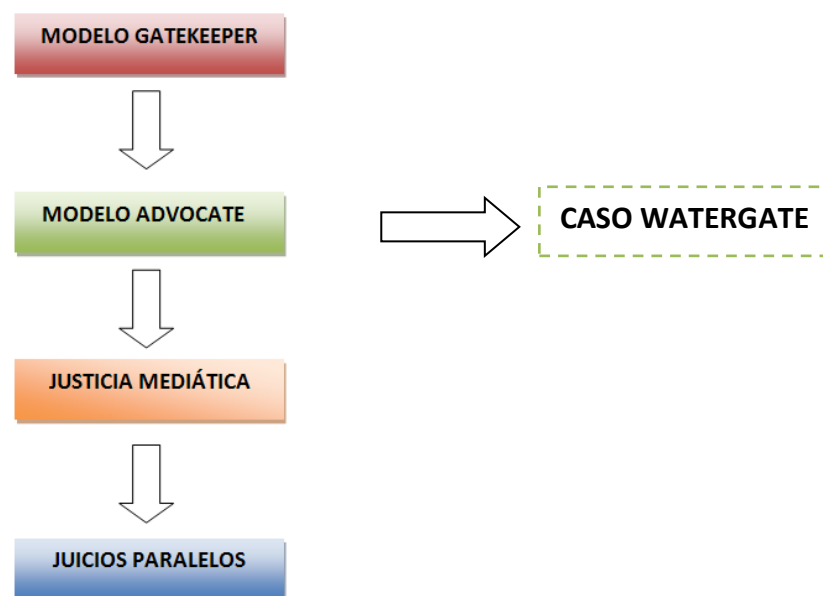 MODELO GATEKEEPER
MODELO ADVOCATE
CASO WATERGATE
JUSTICIA MEDIÁTICA
JUICIOS PARALELOS